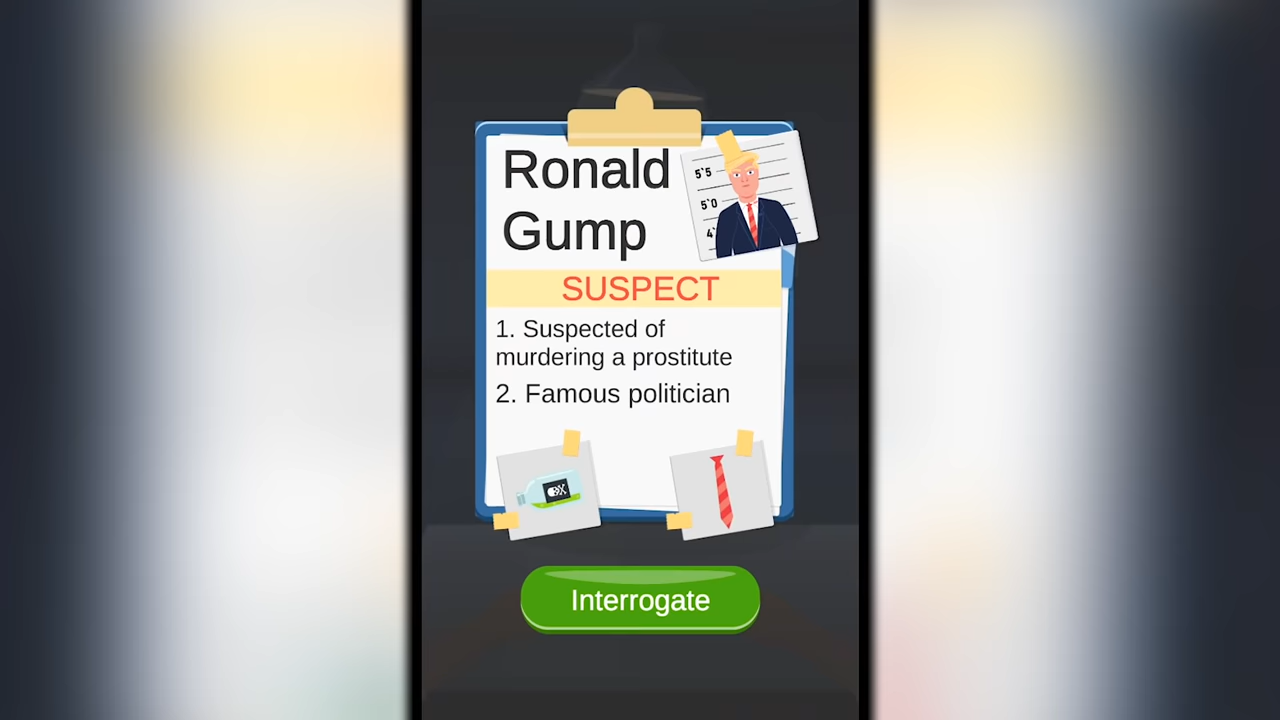 Ronald
Gump
5`5
5`0
4`
SUSPECT
1. Suspected of
murdering a prostitute
2. Famous politician
Interrogate